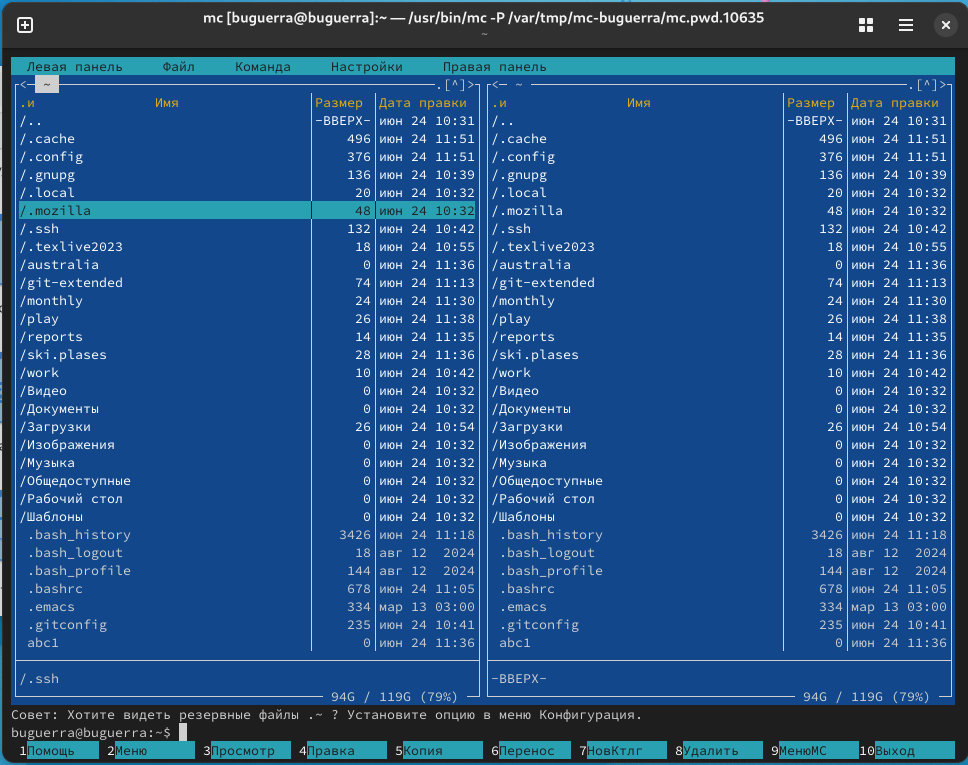 mc [buguerra@buguerra]:~ — /usr/bin/mc -P /var/tmp/mc-buguerra/mc.pwd.10635
~
Левая панель Файл Команда Настройки Правая панель
<─ ~ ─.[^]>┐┌<─ ~ ─.[^]>
.и Имя Размер Дата правки .и Имя Размер Дата правки
/.. -ВВЕРХ- июн 24 10:31 /.. -ВВЕРХ- июн 24 10:31
/.cache 496 июн 24 11:51 /.cache 496 июн 24 11:51
/.config 376 июн 24 11:51 /.config 376 июн 24 11:51
/.gnupg 136 июн 24 10:39 /.gnupg 136 июн 24 10:39
/.local 20 июн 24 10:32 /.local 20 июн 24 10:32
/.mozilla 48 июн 24 10:32 /.mozilla 48 июн 24 10:32
/.ssh 132 июн 24 10:42 /.ssh 132 июн 24 10:42
/.texlive2023 18 июн 24 10:55 /.texlive2023 18 июн 24 10:55
/australia 0 июн 24 11:36 /australia 0 июн 24 11:36
/git-extended 74 июн 24 11:13 /git-extended 74 июн 24 11:13
/monthly 24 июн 24 11:30 /monthly 24 июн 24 11:30
/play 26 июн 24 11:38 /play 26 июн 24 11:38
/reports 14 июн 24 11:35 /reports 14 июн 24 11:35
/ski.plases 28 июн 24 11:36 /ski.plases 28 июн 24 11:36
/work 10 июн 24 10:42 /work 10 июн 24 10:42
/Видео 0 июн 24 10:32 /Видео 0 июн 24 10:32
/Документы 0 июн 24 10:32 /Документы 0 июн 24 10:32
/Загрузки 26 июн 24 10:54 /Загрузки 26 июн 24 10:54
/Изображения 0 июн 24 10:32 /Изображения 0 июн 24 10:32
/Музыка 0 июн 24 10:32 /Музыка 0 июн 24 10:32
/Общедоступные 0 июн 24 10:32 /Общедоступные 0 июн 24 10:32
/Рабочий стол 0 июн 24 10:32 /Рабочий стол 0 июн 24 10:32
/Шаблоны 0 июн 24 10:32 /Шаблоны 0 июн 24 10:32
.bash_history 3426 июн 24 11:18 .bash_history 3426 июн 24 11:18
.bash_logout 18 авг 12 2024 .bash_logout 18 авг 12 2024
.bash_profile 144 авг 12 2024 .bash_profile 144 авг 12 2024
.bashrc 678 июн 24 11:05 .bashrc 678 июн 24 11:05
.emacs 334 мар 13 03:00 .emacs 334 мар 13 03:00
.gitconfig 235 июн 24 10:41 .gitconfig 235 июн 24 10:41
abc1 0 июн 24 11:36 abc1 0 июн 24 11:36
/.ssh -ВВЕРХ-
94G / 119G (79%) 94G / 119G (79%)
Совет: Хотите видеть резервные файлы .~ ? Установите опцию в меню Конфигурация.
buguerra@buguerra:~$
1Помощь 2Меню 3Просмотр 4Правка 5Копия 6Перенос 7НовКтлг 8Удалить 9МенюМС 10Выход